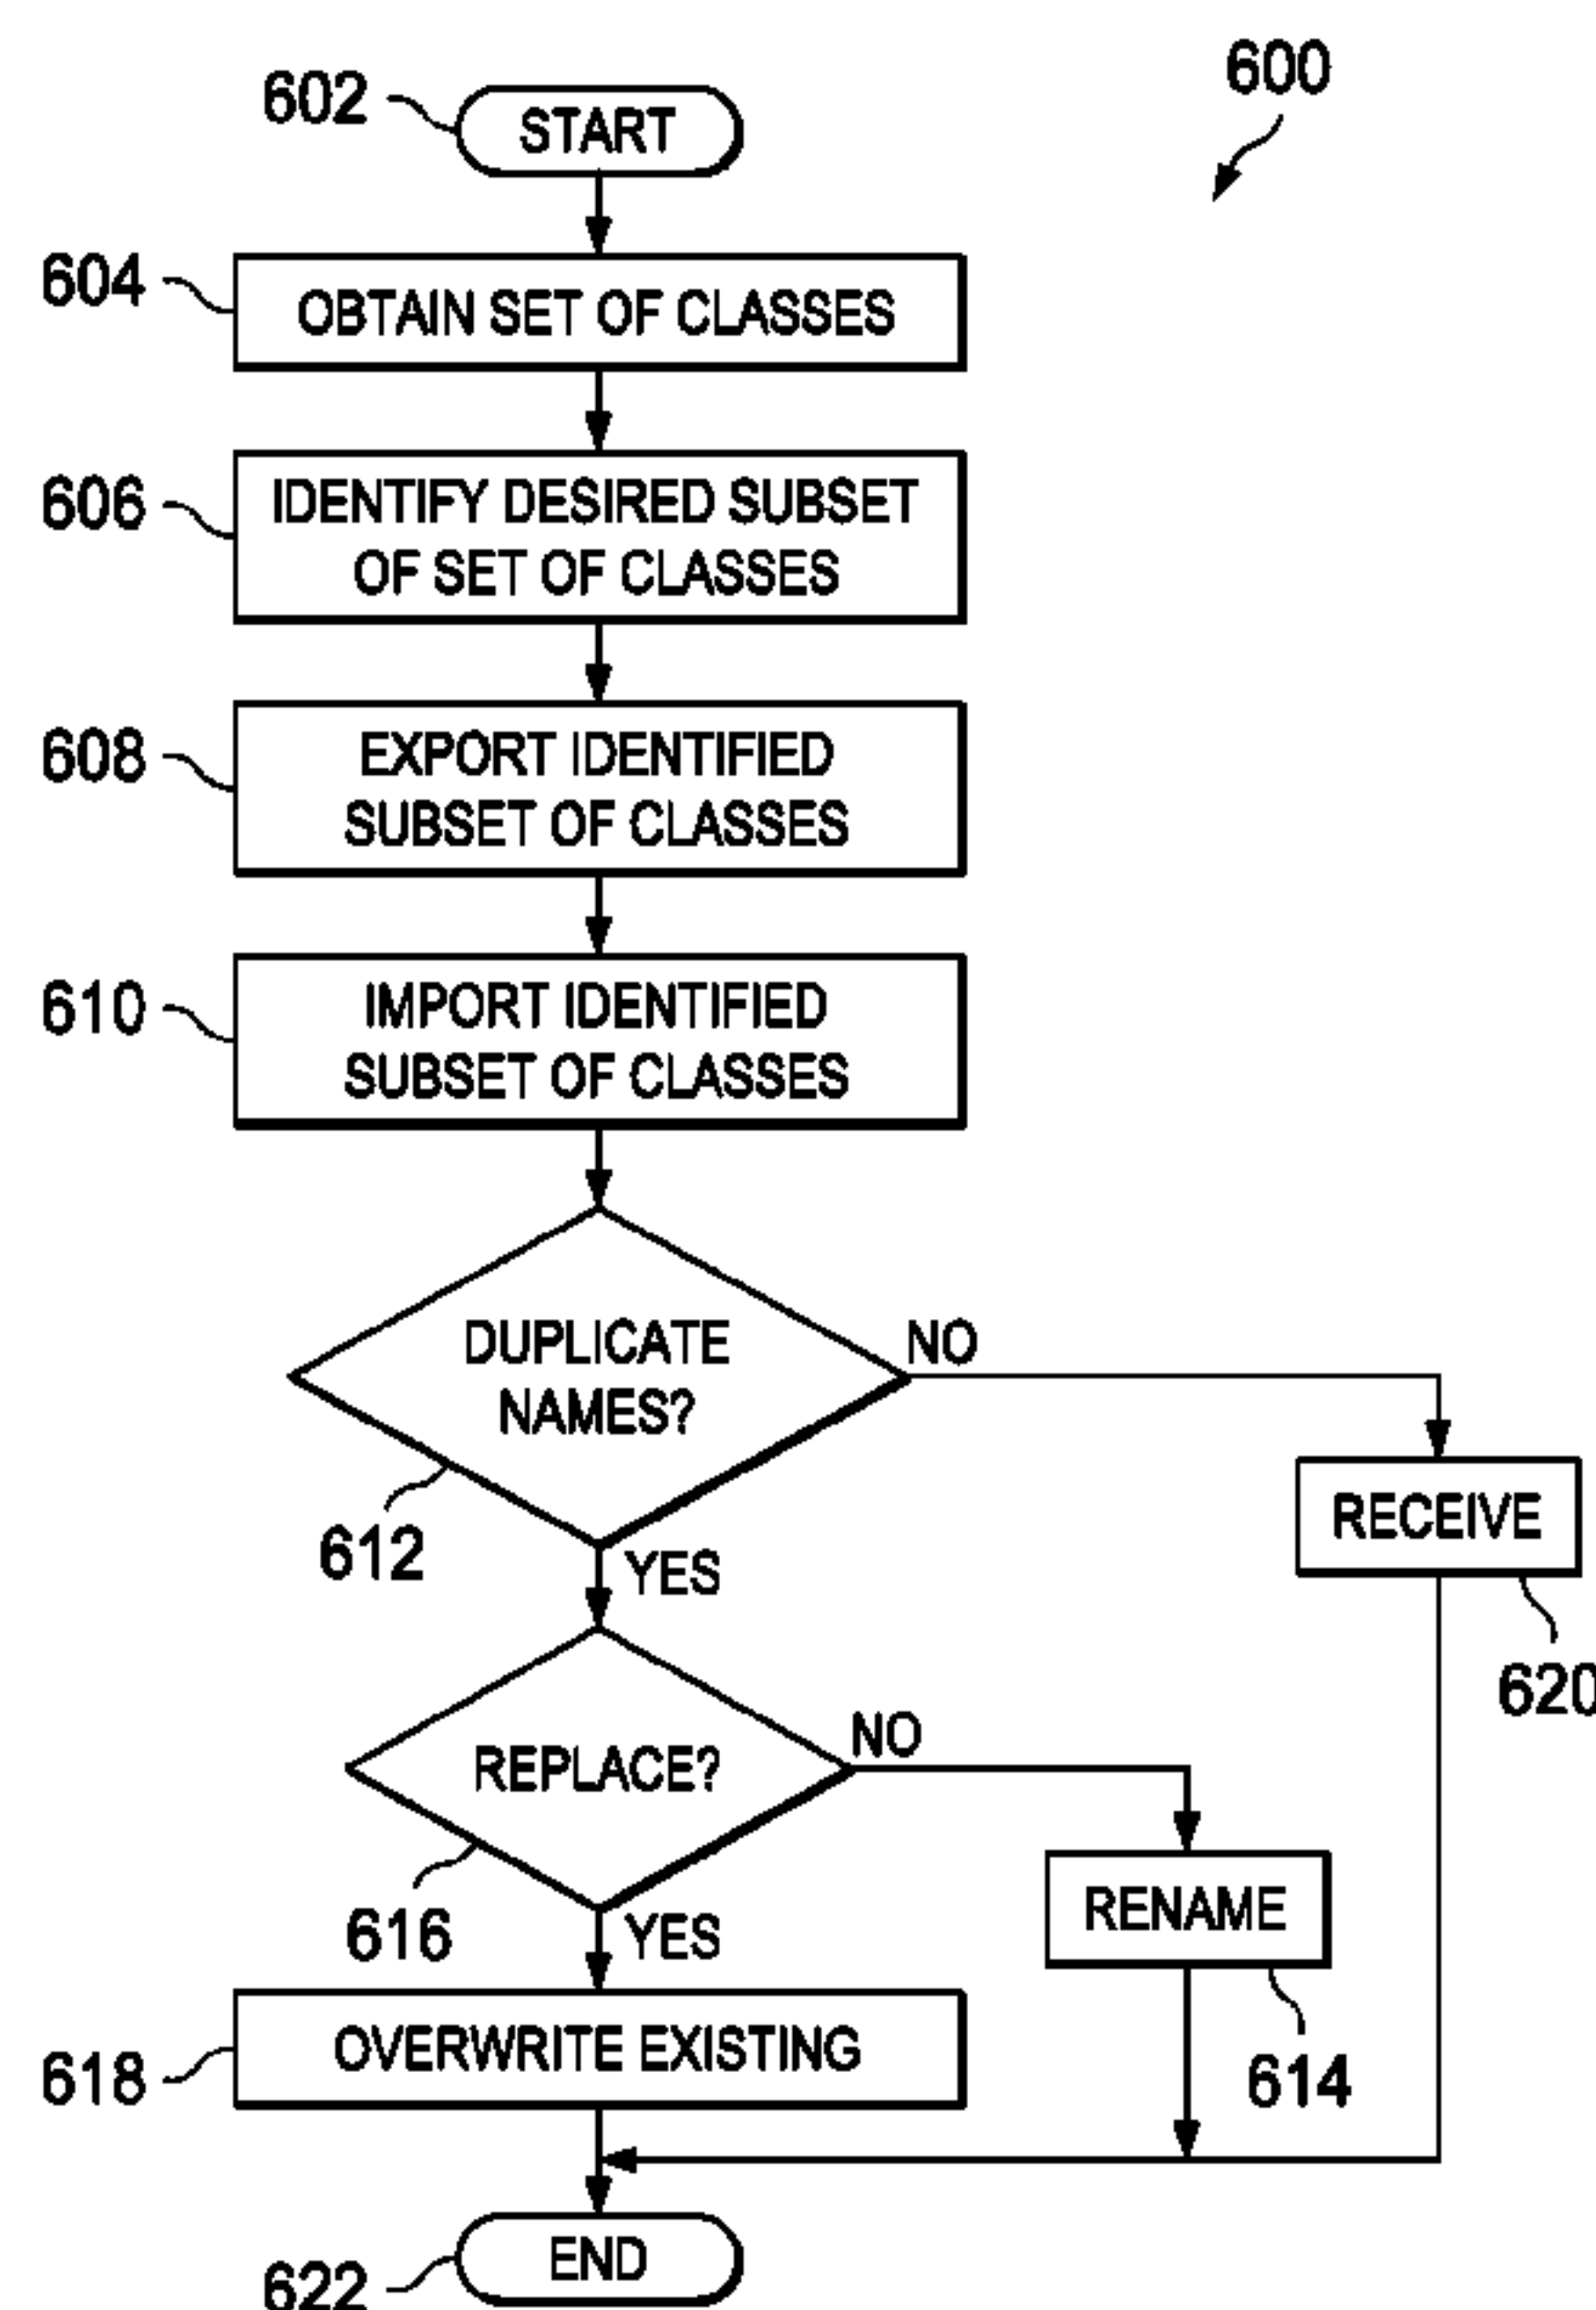 600
602
START
604
OBTAIN SET OF CLASSES
606
IDENTIFY DESIRED SUBSET
OF SET OF CLASSES
608
EXPORT IDENTIFIED
SUBSET OF CLASSES
610
IMPORT IDENTIFIED
SUBSET OF CLASSES
DUPLICATE
NAMES?
NO
612
YES
RECEIVE
620
REPLACE?
NO
616
YES
RENAME
614
618
OVERWRITE EXISTING
END
622